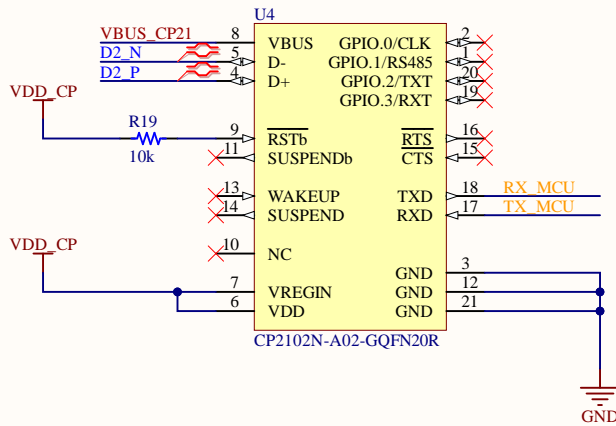 U4
VBUS_CP21 8 VBUS GPIO.0/CLK 2
D2_N 5 D- GPIO.1/RS485 1
D2_P 4 D+ GPIO.2/TXT 20
GPIO.3/RXT 19
VDD_CP
R19
10k
9 RSTb RTS 16
11 SUSPENDb CTS 15
13 WAKEUP TXD 18 RX_MCU
14 SUSPEND RXD 17 TX_MCU
VDD_CP
10 NC
GND 3
7 VREGIN GND 12
6 VDD GND 21
CP2102N-A02-GQFN20R
GND